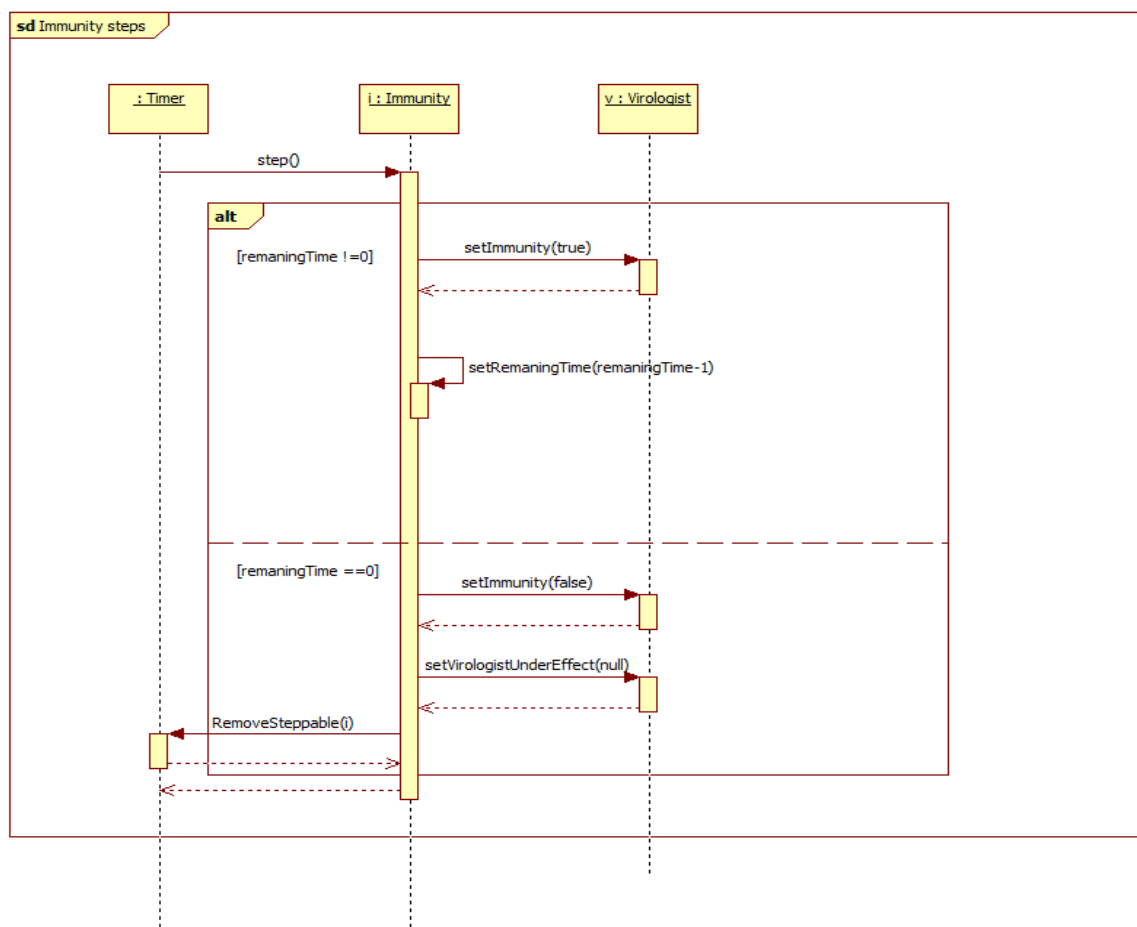 sd Immunity steps
: Timer
i : Immunity
v : Virologist
step()
alt
[remaningTime !=0]
setImmunity(true)
setRemaningTime(remaningTime-1)
[remaningTime ==0]
setImmunity(false)
setVirologistUnderEffect(null)
RemoveSteppable(i)